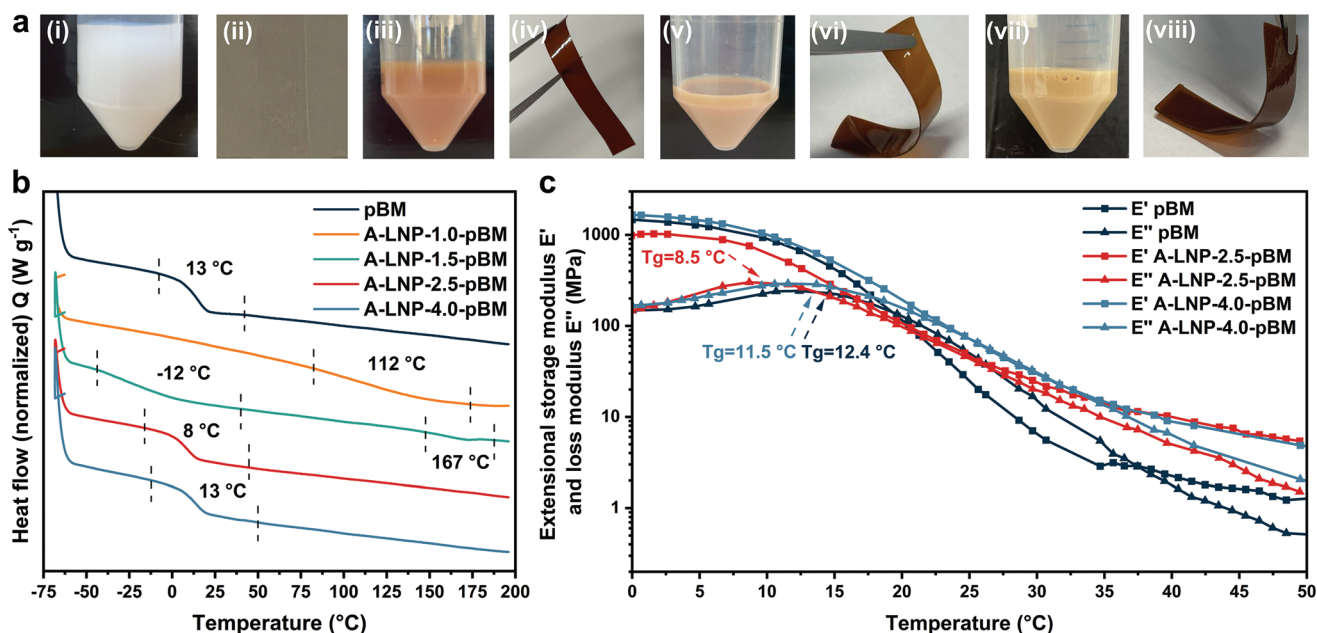 a
(i)
(ii)
(iii)
(iv)
(v)
(vi)
(vii)
(viii)
b
Heat flow (normalized) Q (W g⁻¹)
pBM
A-LNP-1.0-pBM
A-LNP-1.5-pBM
A-LNP-2.5-pBM
A-LNP-4.0-pBM
13 °C
112 °C
-12 °C
167 °C
8 °C
13 °C
-75 -50 -25 0 25 50 75 100 125 150 175 200
Temperature (°C)
c
Extensional storage modulus E'
and loss modulus E'' (MPa)
1000
100
10
1
E' pBM
E'' pBM
E' A-LNP-2.5-pBM
E'' A-LNP-2.5-pBM
E' A-LNP-4.0-pBM
E'' A-LNP-4.0-pBM
Tg=8.5 °C
Tg=11.5 °C
Tg=12.4 °C
0 5 10 15 20 25 30 35 40 45 50
Temperature (°C)